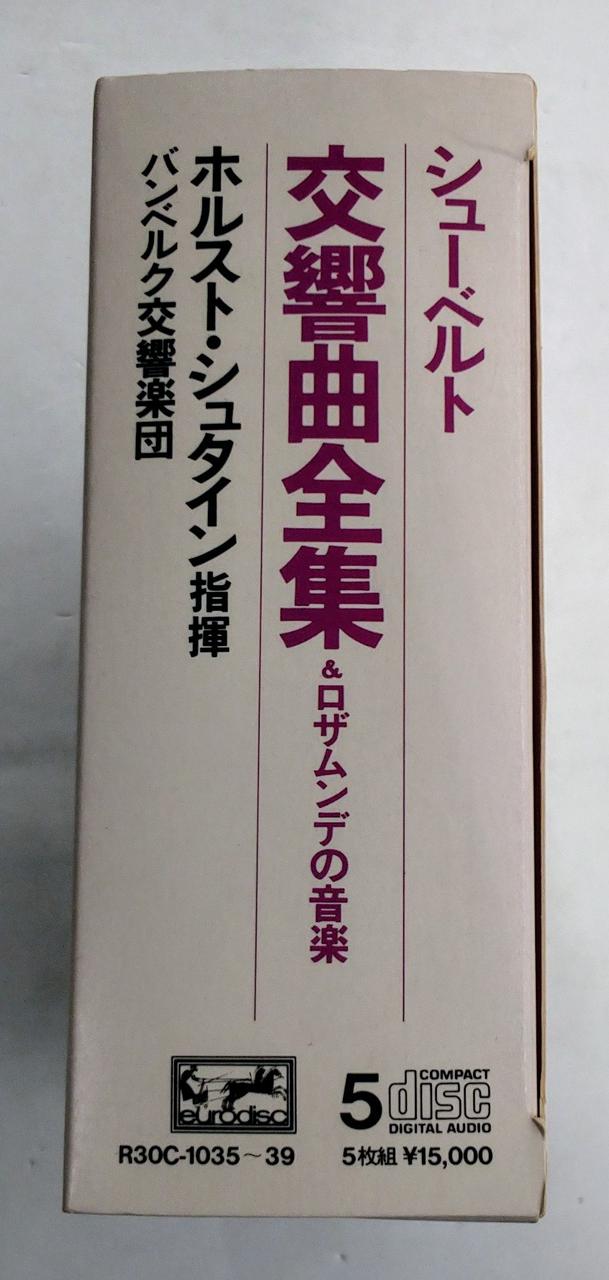 シューベルト
交響曲全集&ロザムンデの音楽
ホルスト・シュタイン指揮
バンベルク交響楽団
eurodisc
R30C-1035～39
5
COMPACT
disc
DIGITAL AUDIO
5枚組 ¥15,000